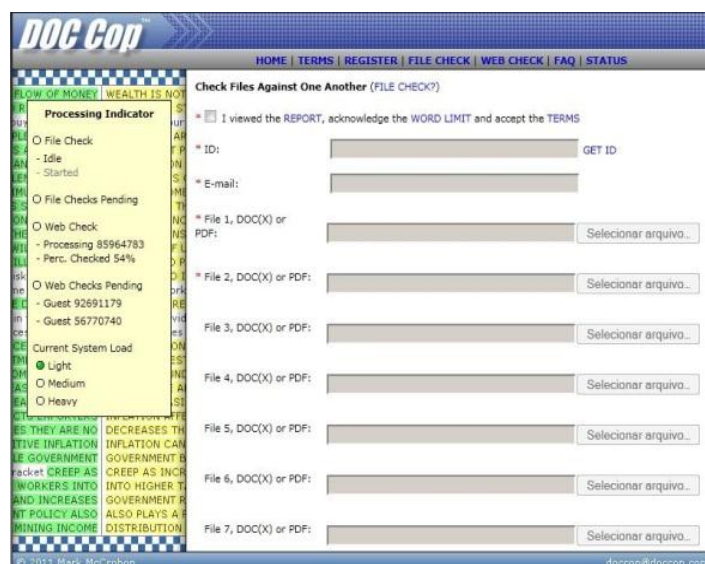 DOC Cop™
HOME | TERMS | REGISTER | FILE CHECK | WEB CHECK | FAQ | STATUS
Check Files Against One Another (FILE CHECK?)
* I viewed the REPORT, acknowledge the WORD LIMIT and accept the TERMS
* ID:
GET ID
* E-mail:
* File 1, DOC(X) or
PDF:
Selecionar arquivo...
* File 2, DOC(X) or PDF:
Selecionar arquivo...
File 3, DOC(X) or PDF:
Selecionar arquivo...
File 4, DOC(X) or PDF:
Selecionar arquivo...
File 5, DOC(X) or PDF:
Selecionar arquivo...
File 6, DOC(X) or PDF:
Selecionar arquivo...
File 7, DOC(X) or PDF:
Selecionar arquivo...
FLOW OF MONEY WEALTH IS NOT
Processing Indicator
File Check
- Idle
- Started
File Checks Pending
Web Check
- Processing 85964783
- Perc. Checked 54%
Web Checks Pending
- Guest 92691179
- Guest 56770740
Current System Load
Light
Medium
Heavy
ES THEY ARE NO DECREASES TH
TIVE INFLATION INFLATION CAN
LE GOVERNMENT GOVERNMENT B
racket CREEP AS CREEP AS INCR
WORKERS INTO INTO HIGHER T
AND INCREASES GOVERNMENT R
NT POLICY ALSO ALSO PLAYS A
MINING INCOME DISTRIBUTION
© 2011 Mark McCrohon
doccop@doccop.com